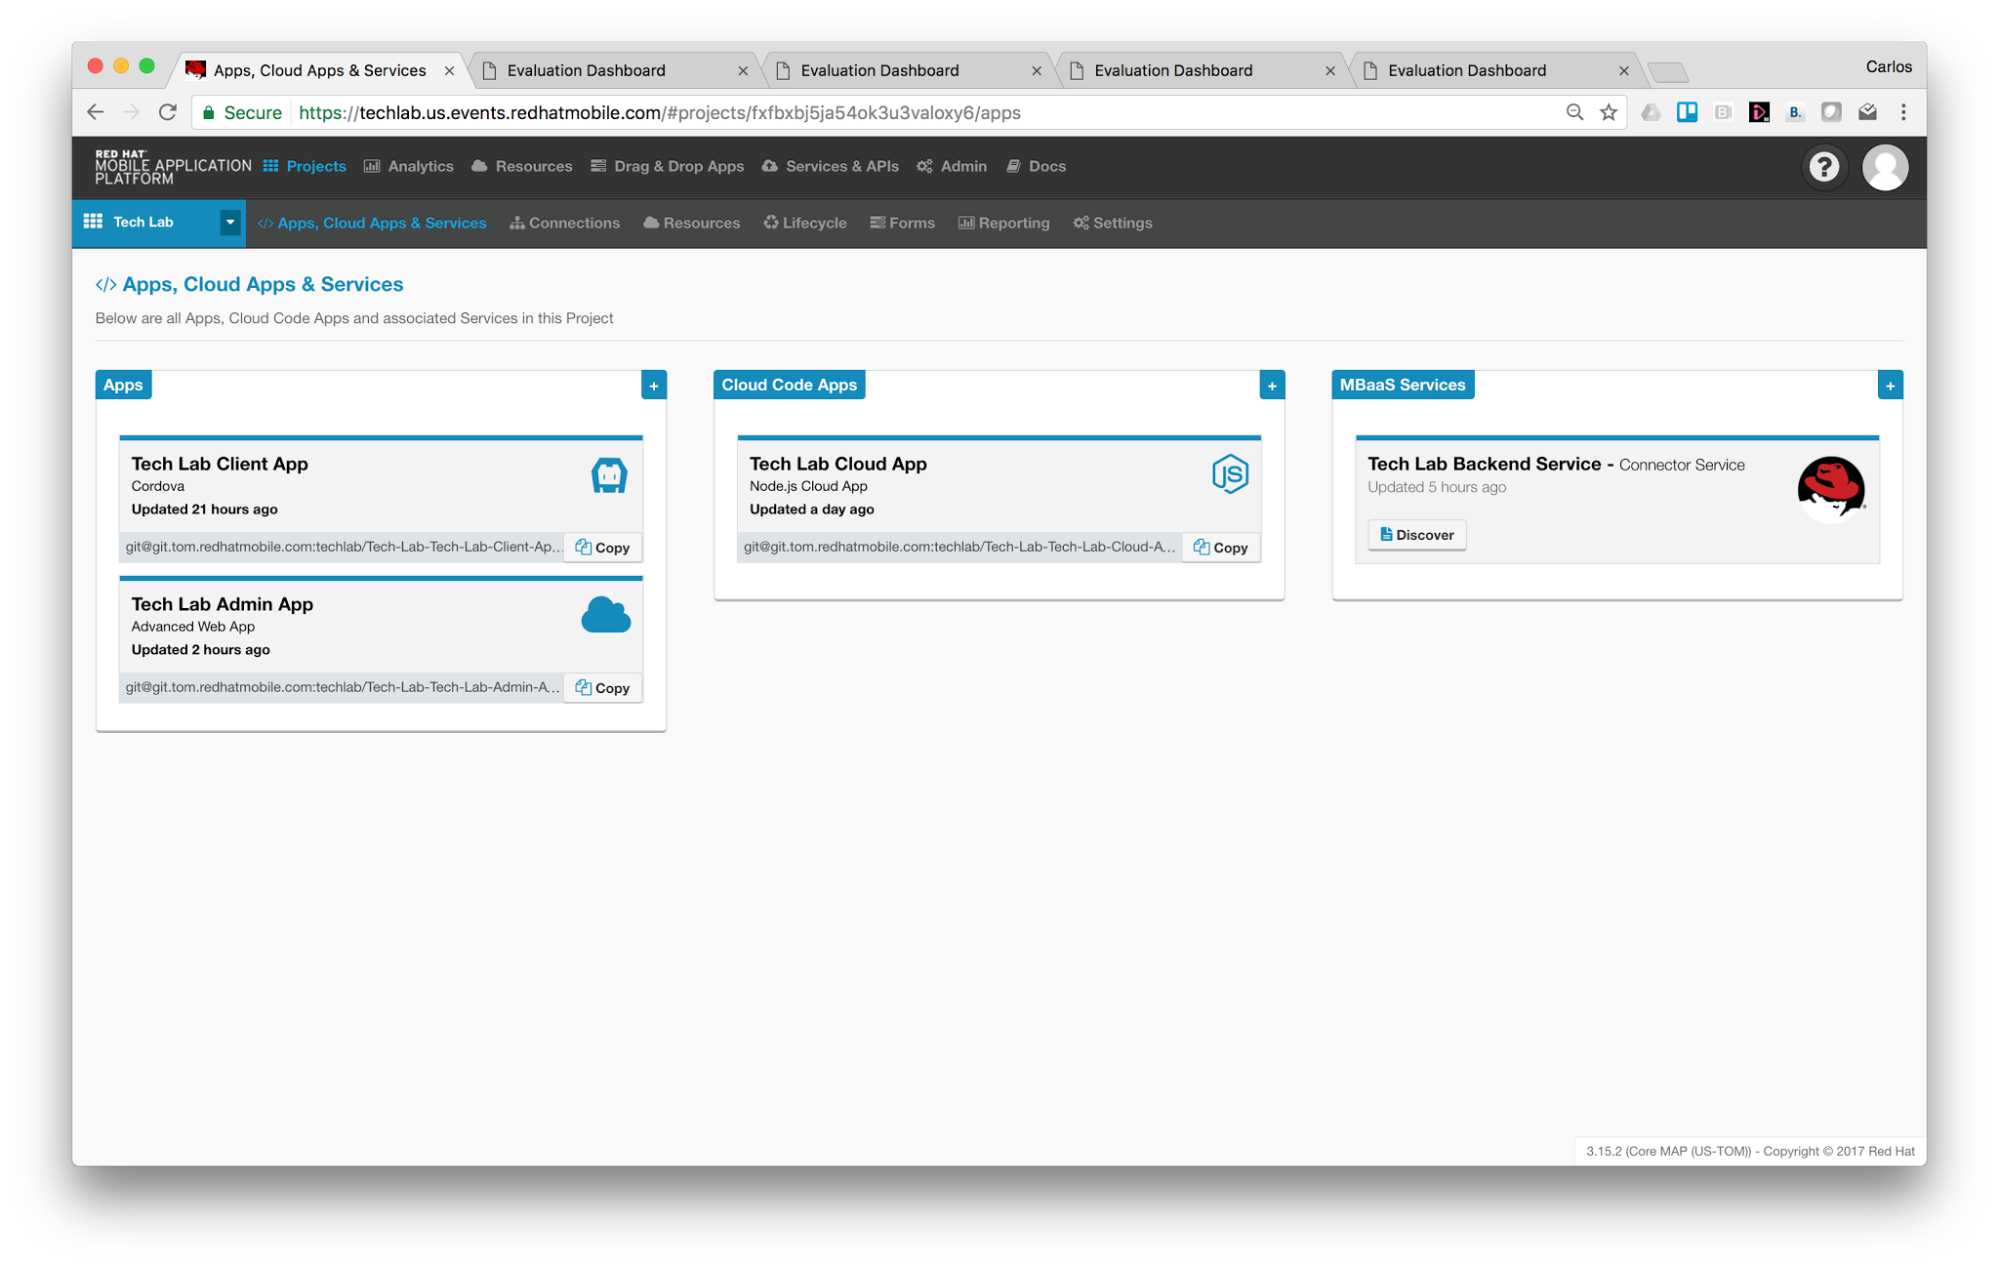 Apps, Cloud Apps & Services
Evaluation Dashboard
Evaluation Dashboard
Evaluation Dashboard
Evaluation Dashboard
Carlos
Secure
https://techlab.us.events.redhatmobile.com/#projects/fxfbxbj5ja54ok3u3valoxy6/apps
B.
RED HAT
MOBILE APPLICATION
PLATFORM
Projects
Analytics
Resources
Drag & Drop Apps
Services & APIs
Admin
Docs
?
Tech Lab
Apps, Cloud Apps & Services
Connections
Resources
Lifecycle
Forms
Reporting
Settings
</> Apps, Cloud Apps & Services
Below are all Apps, Cloud Code Apps and associated Services in this Project
Apps
+
Tech Lab Client App
Cordova
Updated 21 hours ago
git@git.tom.redhatmobile.com:techlab/Tech-Lab-Tech-Lab-Client-Ap...
Copy
Tech Lab Admin App
Advanced Web App
Updated 2 hours ago
git@git.tom.redhatmobile.com:techlab/Tech-Lab-Tech-Lab-Admin-A...
Copy
Cloud Code Apps
+
Tech Lab Cloud App
Node.js Cloud App
Updated a day ago
JS
git@git.tom.redhatmobile.com:techlab/Tech-Lab-Tech-Lab-Cloud-A...
Copy
MBaaS Services
+
Tech Lab Backend Service - Connector Service
Updated 5 hours ago
Discover
3.15.2 (Core MAP (US-TOM)) - Copyright © 2017 Red Hat